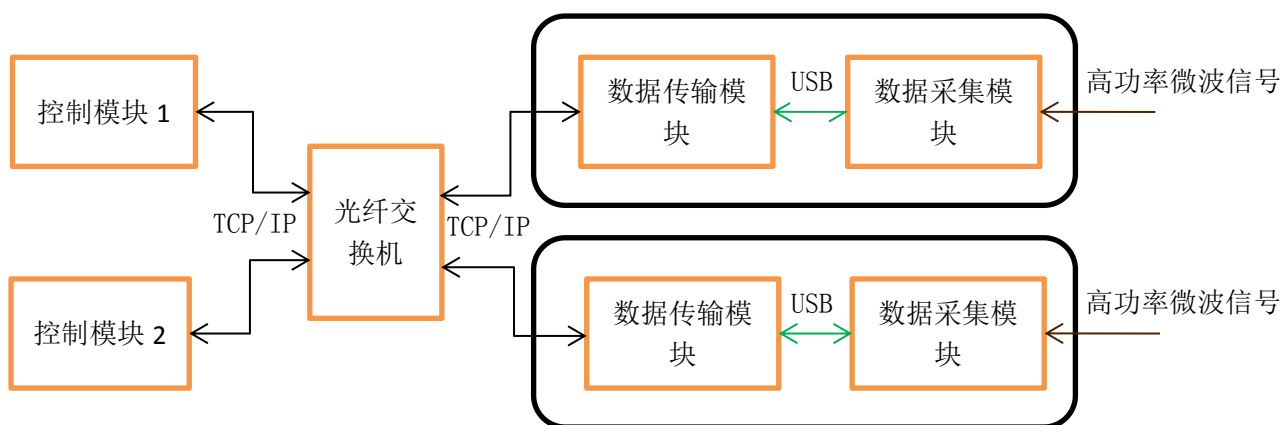 控制模块 1
TCP/IP
控制模块 2
光纤交
换机
TCP/IP
数据传输模
块
USB
数据采集模
块
高功率微波信号
数据传输模
块
USB
数据采集模
块
高功率微波信号